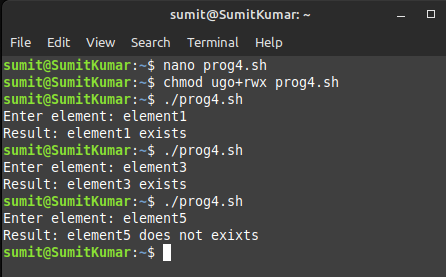 sumit@SumitKumar: ~
File Edit View Search Terminal Help
sumit@SumitKumar:~$ nano prog4.sh
sumit@SumitKumar:~$ chmod ugo+rwx prog4.sh
sumit@SumitKumar:~$ ./prog4.sh
Enter element: element1
Result: element1 exists
sumit@SumitKumar:~$ ./prog4.sh
Enter element: element3
Result: element3 exists
sumit@SumitKumar:~$ ./prog4.sh
Enter element: element5
Result: element5 does not exixts
sumit@SumitKumar:~$